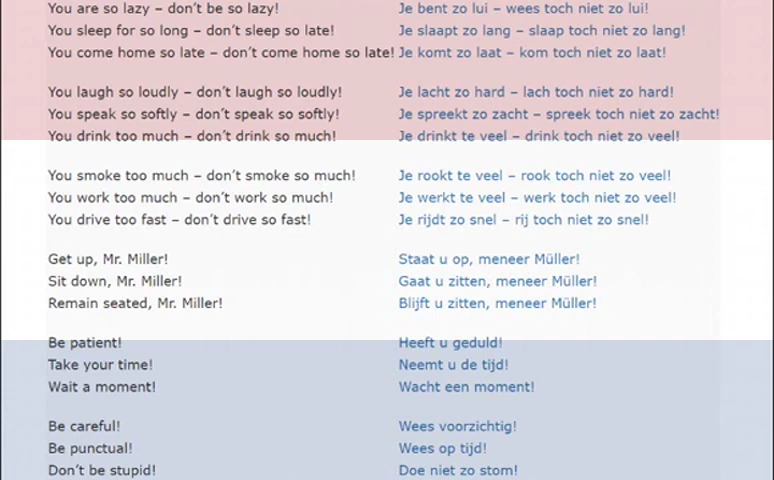 You are so lazy – don’t be so lazy! Je bent zo lui – wees toch niet zo lui!
You sleep for so long – don’t sleep so late! Je slaapt zo lang – slaap toch niet zo lang!
You come home so late – don’t come home so late! Je komt zo laat – kom toch niet zo laat!
You laugh so loudly – don’t laugh so loudly! Je lacht zo hard – lach toch niet zo hard!
You speak so softly – don’t speak so softly! Je spreekt zo zacht – spreek toch niet zo zacht!
You drink too much – don’t drink so much! Je drinkt te veel – drink toch niet zo veel!
You smoke too much – don’t smoke so much! Je rookt te veel – rook toch niet zo veel!
You work too much – don’t work so much! Je werkt te veel – werk toch niet zo veel!
You drive too fast – don’t drive so fast! Je rijdt zo snel – rij toch niet zo snel!
Get up, Mr. Miller! Staat u op, meneer Müller!
Sit down, Mr. Miller! Gaat u zitten, meneer Müller!
Remain seated, Mr. Miller! Blijft u zitten, meneer Müller!
Be patient! Heeft u geduld!
Take your time! Neemt u de tijd!
Wait a moment! Wacht een moment!
Be careful! Wees voorzichtig!
Be punctual! Wees op tijd!
Don’t be stupid! Doe niet zo stom!